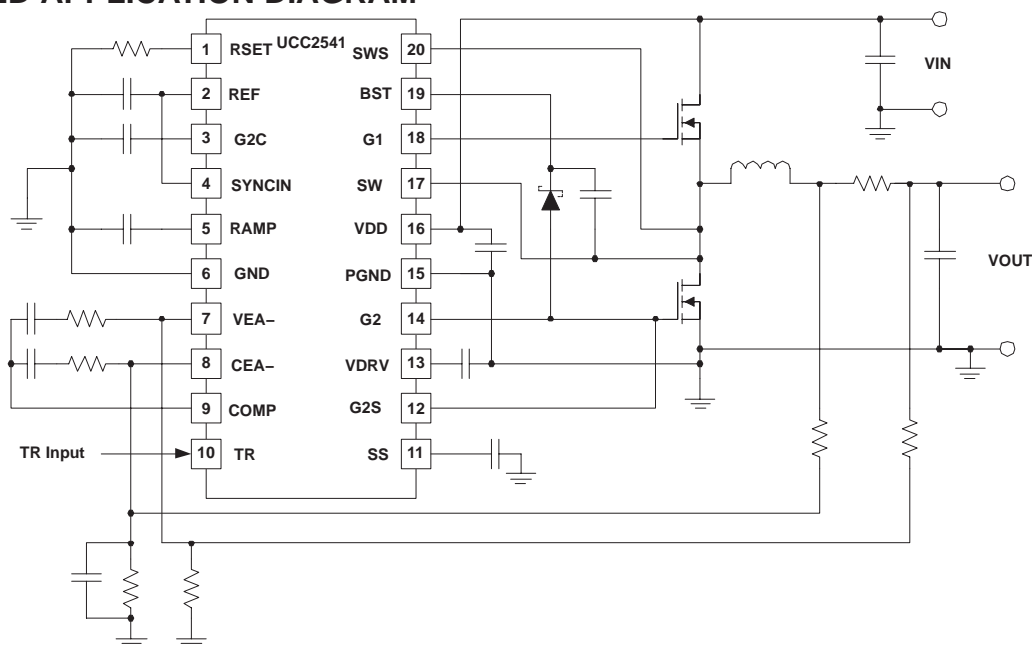 UCC2541
1 RSET
2 REF
3 G2C
4 SYNCIN
5 RAMP
6 GND
7 VEA−
8 CEA−
9 COMP
10 TR
TR Input
SWS 20
BST 19
G1 18
SW 17
VDD 16
PGND 15
G2 14
VDRV 13
G2S 12
SS 11
VIN
VOUT